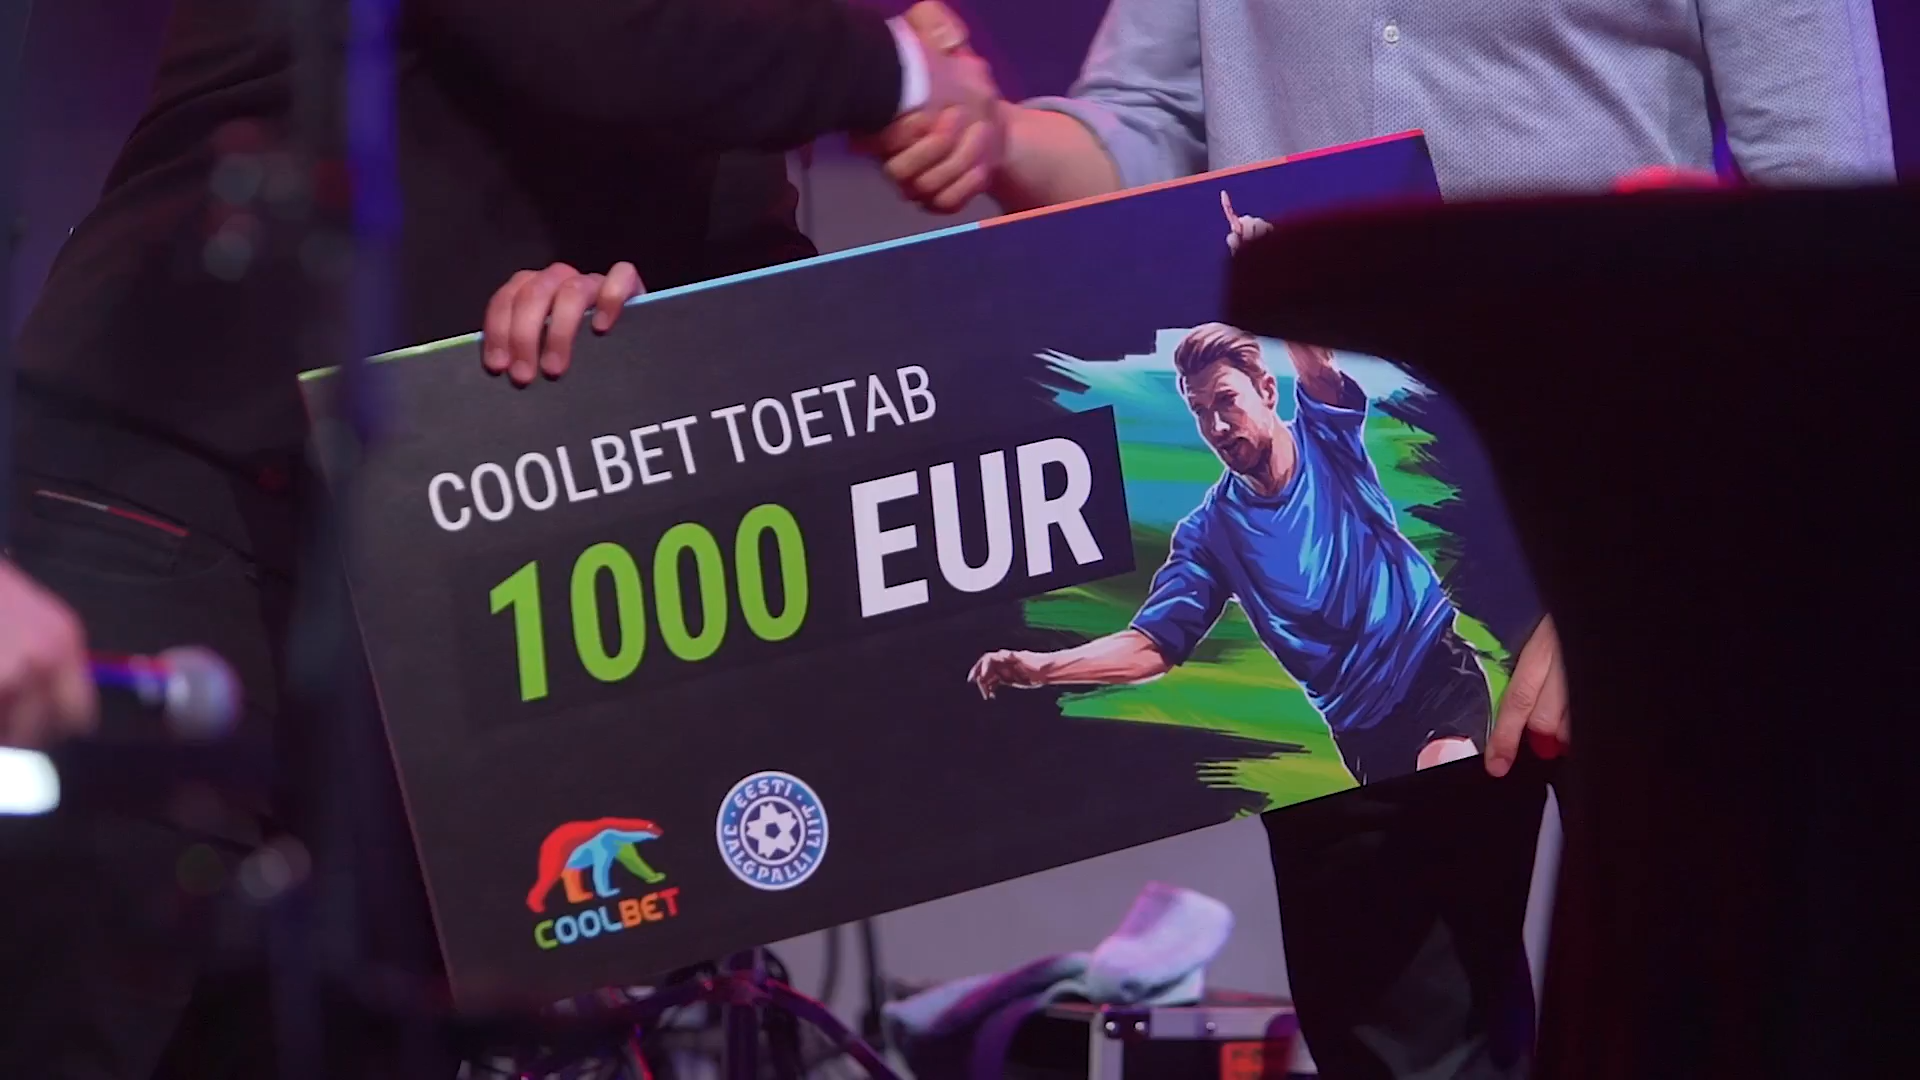 COOLBET TOETAB
1000 EUR
COOLBET
EESTI JALGPALLI LIIT